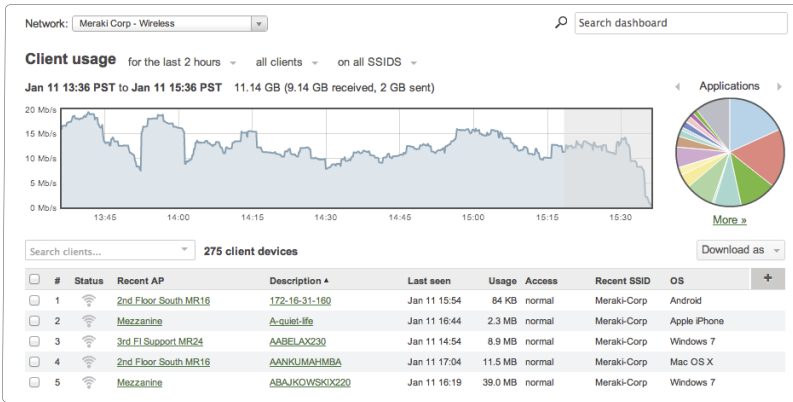 Network: Meraki Corp - Wireless
Search dashboard
Client usage for the last 2 hours all clients on all SSIDS
Jan 11 13:36 PST to Jan 11 15:36 PST 11.14 GB (9.14 GB received, 2 GB sent)
Applications
20 Mb/s
15 Mb/s
10 Mb/s
5 Mb/s
0 Mb/s
13:45 14:00 14:15 14:30 14:45 15:00 15:15 15:30
More »
Search clients... 275 client devices Download as
# Status Recent AP Description Last seen Usage Access Recent SSID OS +
1 2nd Floor South MR16 172-16-31-160 Jan 11 15:54 84 KB normal Meraki-Corp Android
2 Mezzanine A-quiet-life Jan 11 16:44 2.3 MB normal Meraki-Corp Apple iPhone
3 3rd Fl Support MR24 AABELAX230 Jan 11 14:54 8.9 MB normal Meraki-Corp Windows 7
4 2nd Floor South MR16 AANKUMAHMBA Jan 11 17:04 11.5 MB normal Meraki-Corp Mac OS X
5 Mezzanine ABAJKOWSKIX220 Jan 11 16:19 39.0 MB normal Meraki-Corp Windows 7